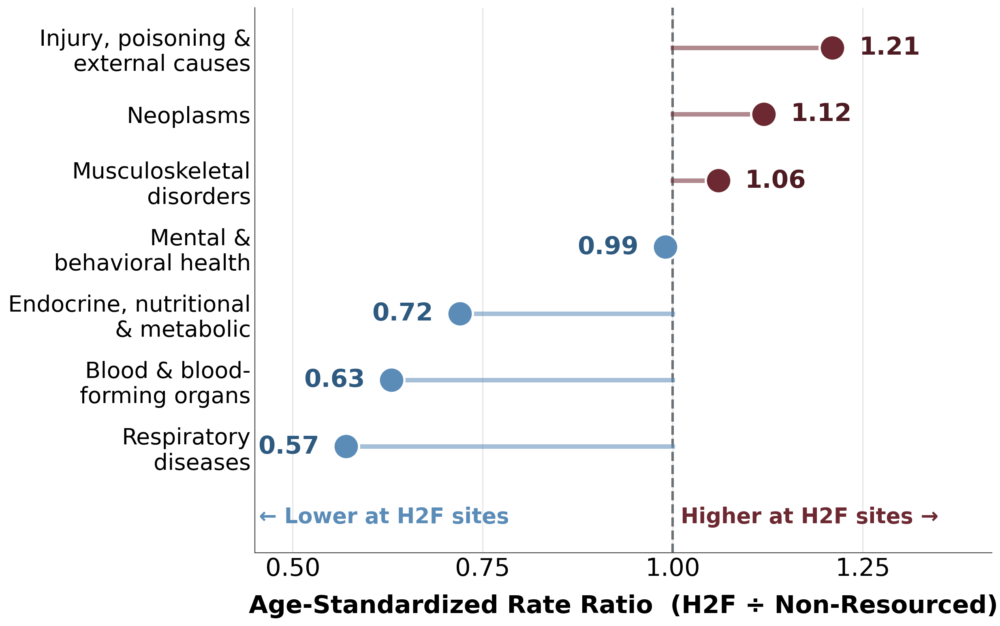 Injury, poisoning &
external causes
1.21
Neoplasms
1.12
Musculoskeletal
disorders
1.06
Mental &
behavioral health
0.99
Endocrine, nutritional
& metabolic
0.72
Blood & blood-
forming organs
0.63
Respiratory
diseases
0.57
← Lower at H2F sites
Higher at H2F sites →
0.50 0.75 1.00 1.25
Age-Standardized Rate Ratio (H2F ÷ Non-Resourced)